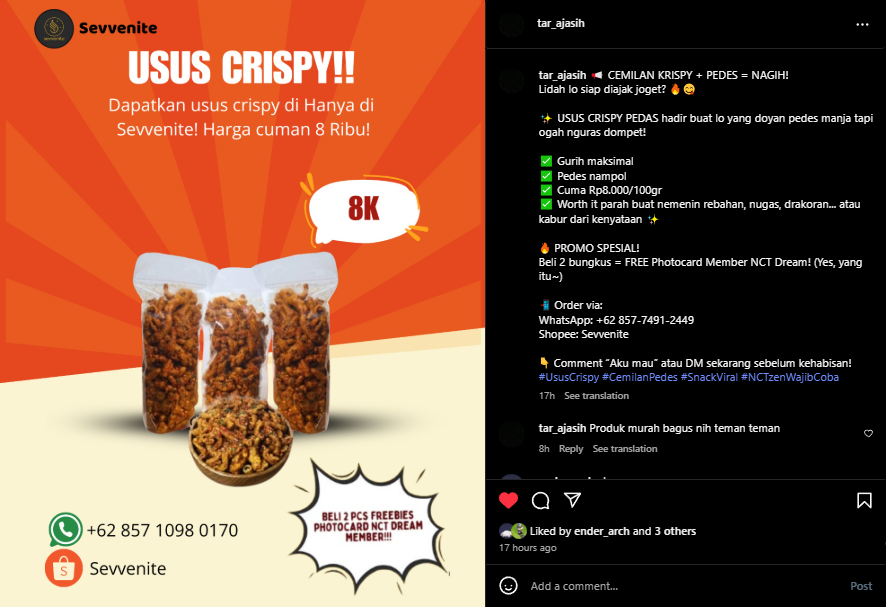 Sevvenite
USUS CRISPY!!
Dapatkan usus crispy di Hanya di
Sevvenite! Harga cuman 8 Ribu!
8K
BELI 2 PCS FREEBIES
PHOTOCARD NCT DREAM
MEMBER!!!
+62 857 1098 0170
Sevvenite
tar_ajasih
tar_ajasih 📢 CEMILAN KRISPY + PEDES = NAGIH!
Lidah lo siap diajak joget? 🔥😋
✨ USUS CRISPY PEDAS hadir buat lo yang doyan pedes manja tapi
ogah nguras dompet!
✅ Gurih maksimal
✅ Pedes nampol
✅ Cuma Rp8.000/100gr
✅ Worth it parah buat nemenin rebahan, nugas, drakoran... atau
kabur dari kenyataan ✨
🔥 PROMO SPESIAL!
Beli 2 bungkus = FREE Photocard Member NCT Dream! (Yes, yang
itu~)
📲 Order via:
WhatsApp: +62 857-7491-2449
Shopee: Sevvenite
👇 Comment “Aku mau” atau DM sekarang sebelum kehabisan!
#UsusCrispy #CemilanPedes #SnackViral #NCTzenWajibCoba
17h See translation
tar_ajasih Produk murah bagus nih teman teman
8h Reply See translation
Liked by ender_arch and 3 others
17 hours ago
Add a comment...
Post